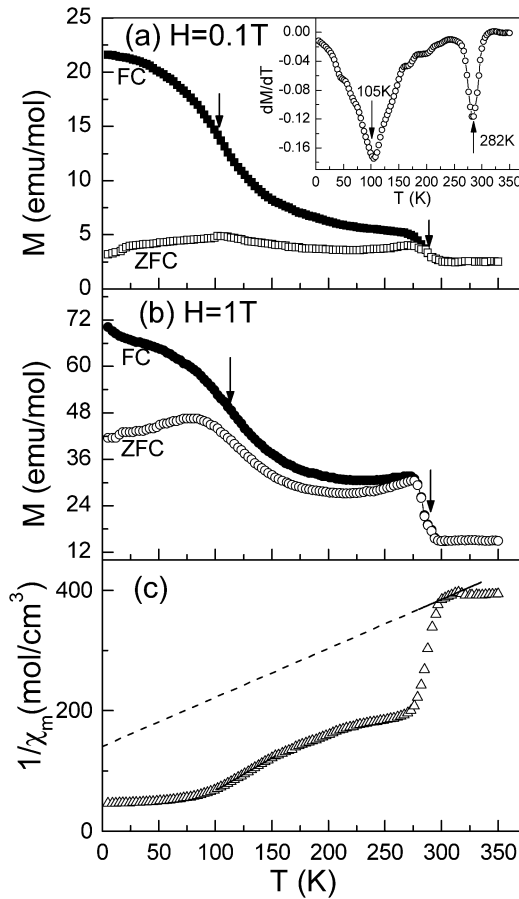 (a) H=0.1T
FC
ZFC
M (emu/mol)
25
20
15
10
5
0
dM/dT
0.00
-0.04
-0.08
-0.12
-0.16
105K
282K
0 50 100 150 200 250 300 350
T (K)
(b) H=1T
FC
ZFC
M (emu/mol)
72
60
48
36
24
12
(c)
1/χm(mol/cm³)
400
200
0
0 50 100 150 200 250 300 350
T (K)